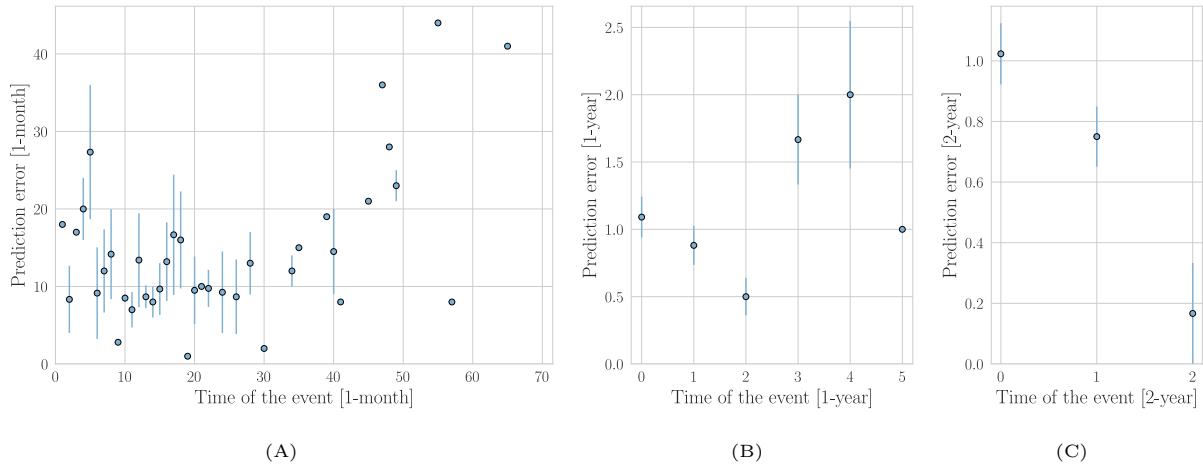 40
30
20
10
0
0 10 20 30 40 50 60 70
Prediction error [1-month]
Time of the event [1-month]
(A)
2.5
2.0
1.5
1.0
0.5
0.0
0 1 2 3 4 5
Prediction error [1-year]
Time of the event [1-year]
(B)
1.0
0.8
0.6
0.4
0.2
0.0
0 1 2
Prediction error [2-year]
Time of the event [2-year]
(C)